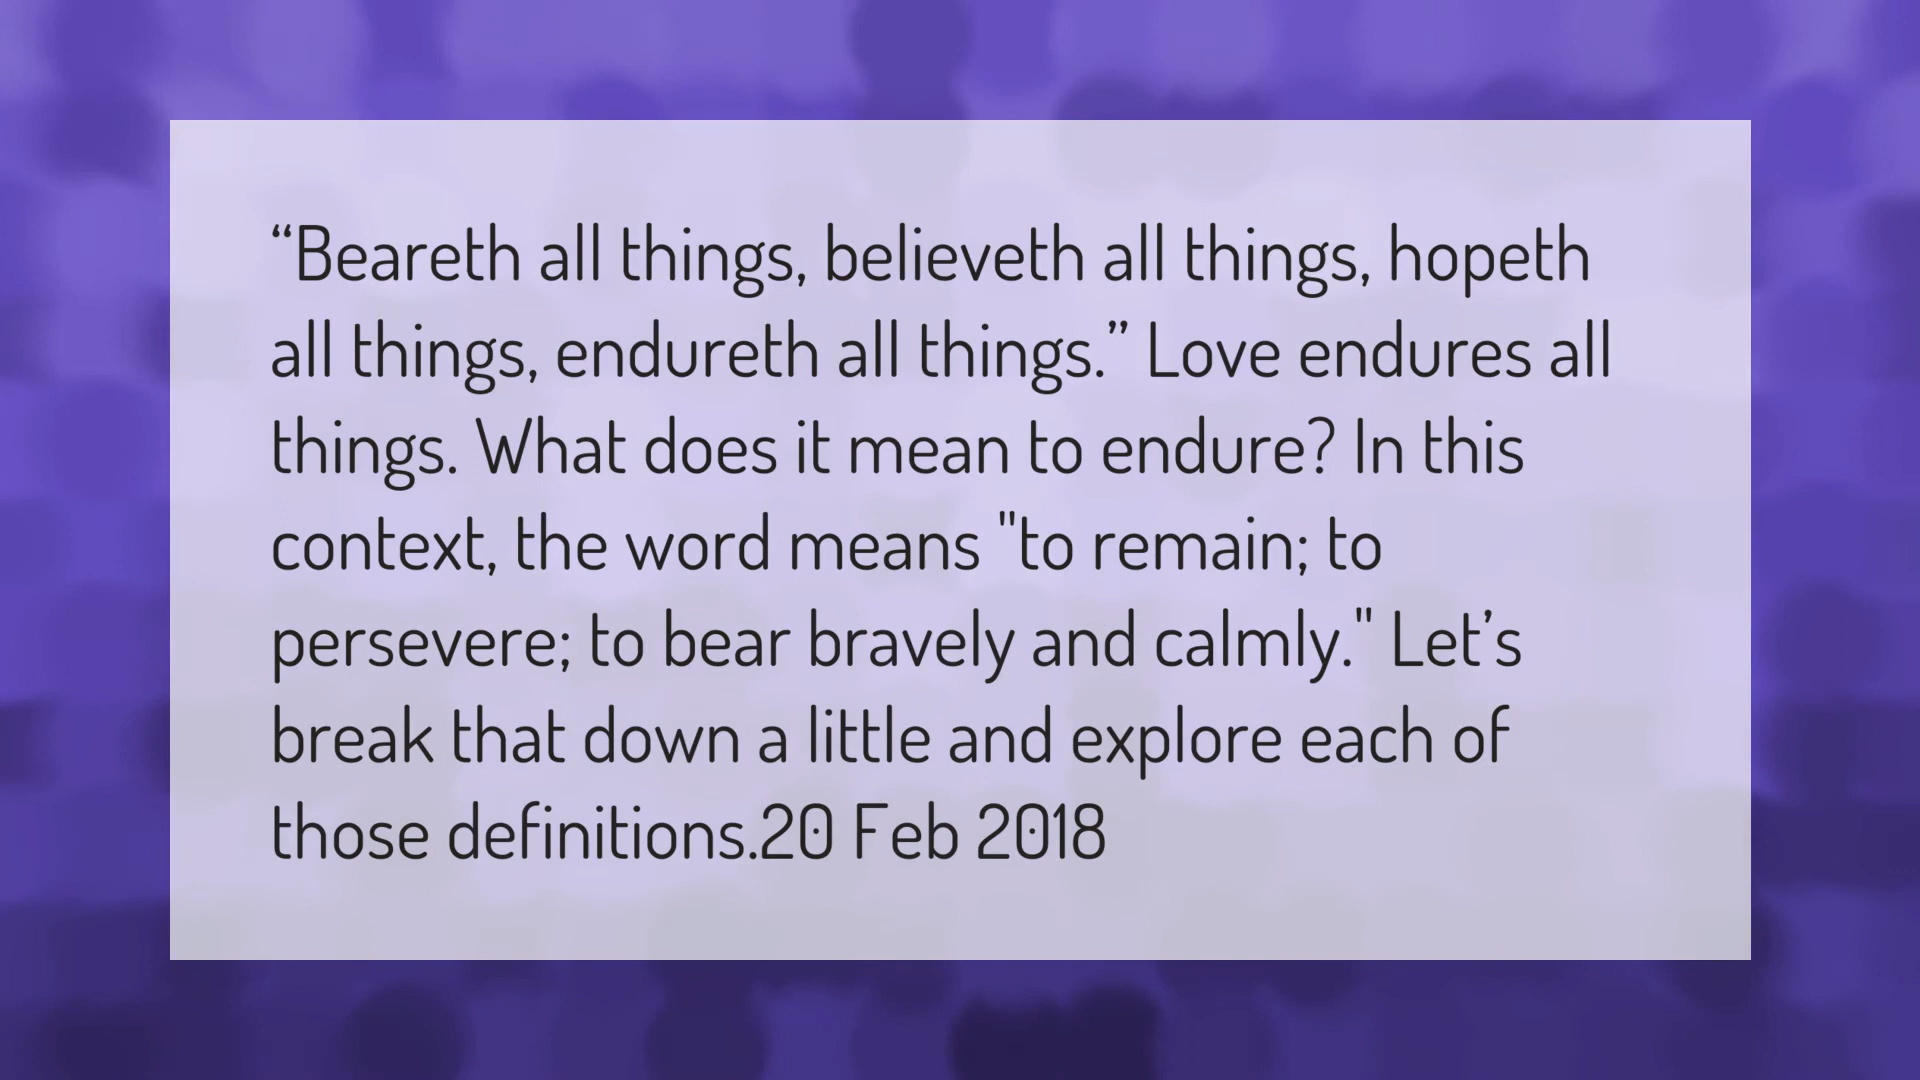 “Beareth all things, believeth all things, hopeth
all things, endureth all things.” Love endures all
things. What does it mean to endure? In this
context, the word means "to remain; to
persevere; to bear bravely and calmly." Let’s
break that down a little and explore each of
those definitions.20 Feb 2018